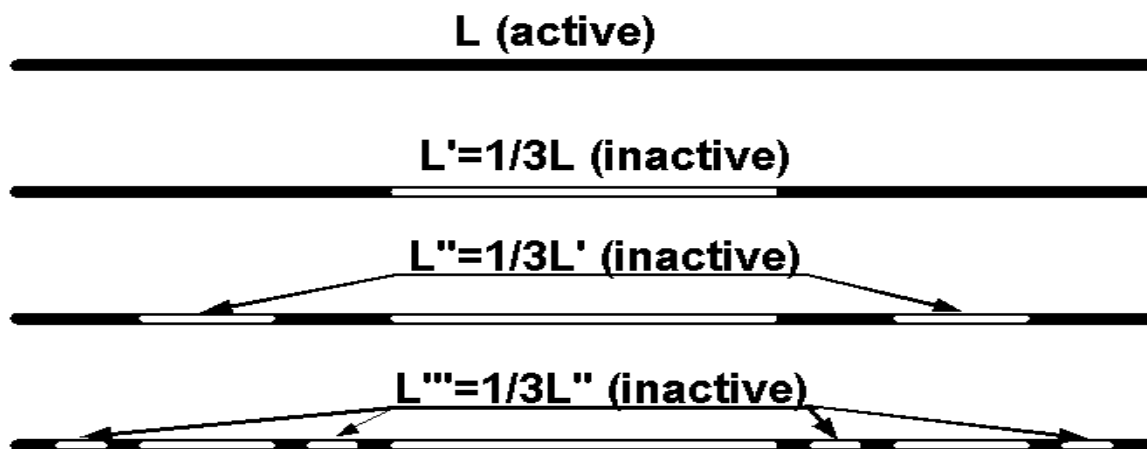 L (active)
L'=1/3L (inactive)
L''=1/3L' (inactive)
L'''=1/3L'' (inactive)